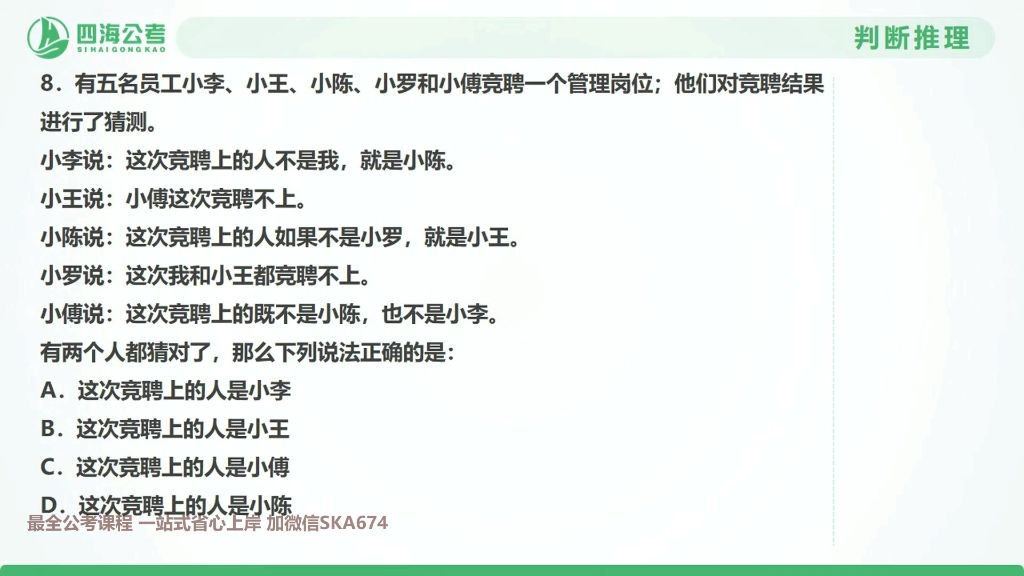 四海公考
SIHAIGONGKAO
判断推理
8. 有五名员工小李、小王、小陈、小罗和小傅竞聘一个管理岗位；他们对竞聘结果
进行了猜测。
小李说：这次竞聘上的人不是我，就是小陈。
小王说：小傅这次竞聘不上。
小陈说：这次竞聘上的人如果不是小罗，就是小王。
小罗说：这次我和小王都竞聘不上。
小傅说：这次竞聘上的既不是小陈，也不是小李。
有两个人都猜对了，那么下列说法正确的是：
A. 这次竞聘上的人是小李
B. 这次竞聘上的人是小王
C. 这次竞聘上的人是小傅
D. 这次竞聘上的人是小陈
最全公考课程 一站式省心上岸 加微信SKA674